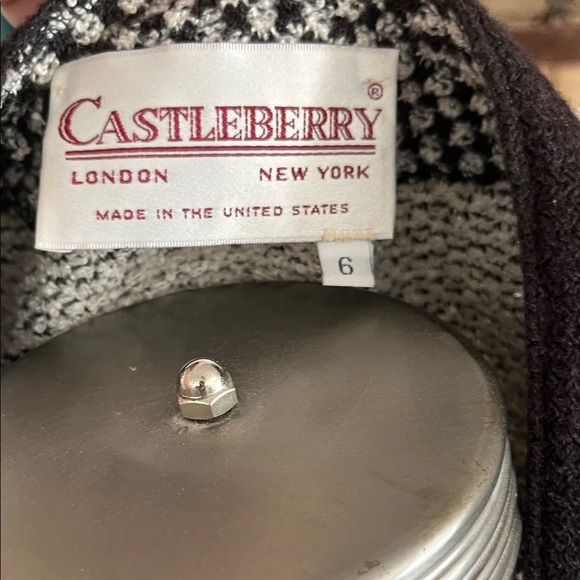 CASTLEBERRY®
LONDON NEW YORK
MADE IN THE UNITED STATES
6